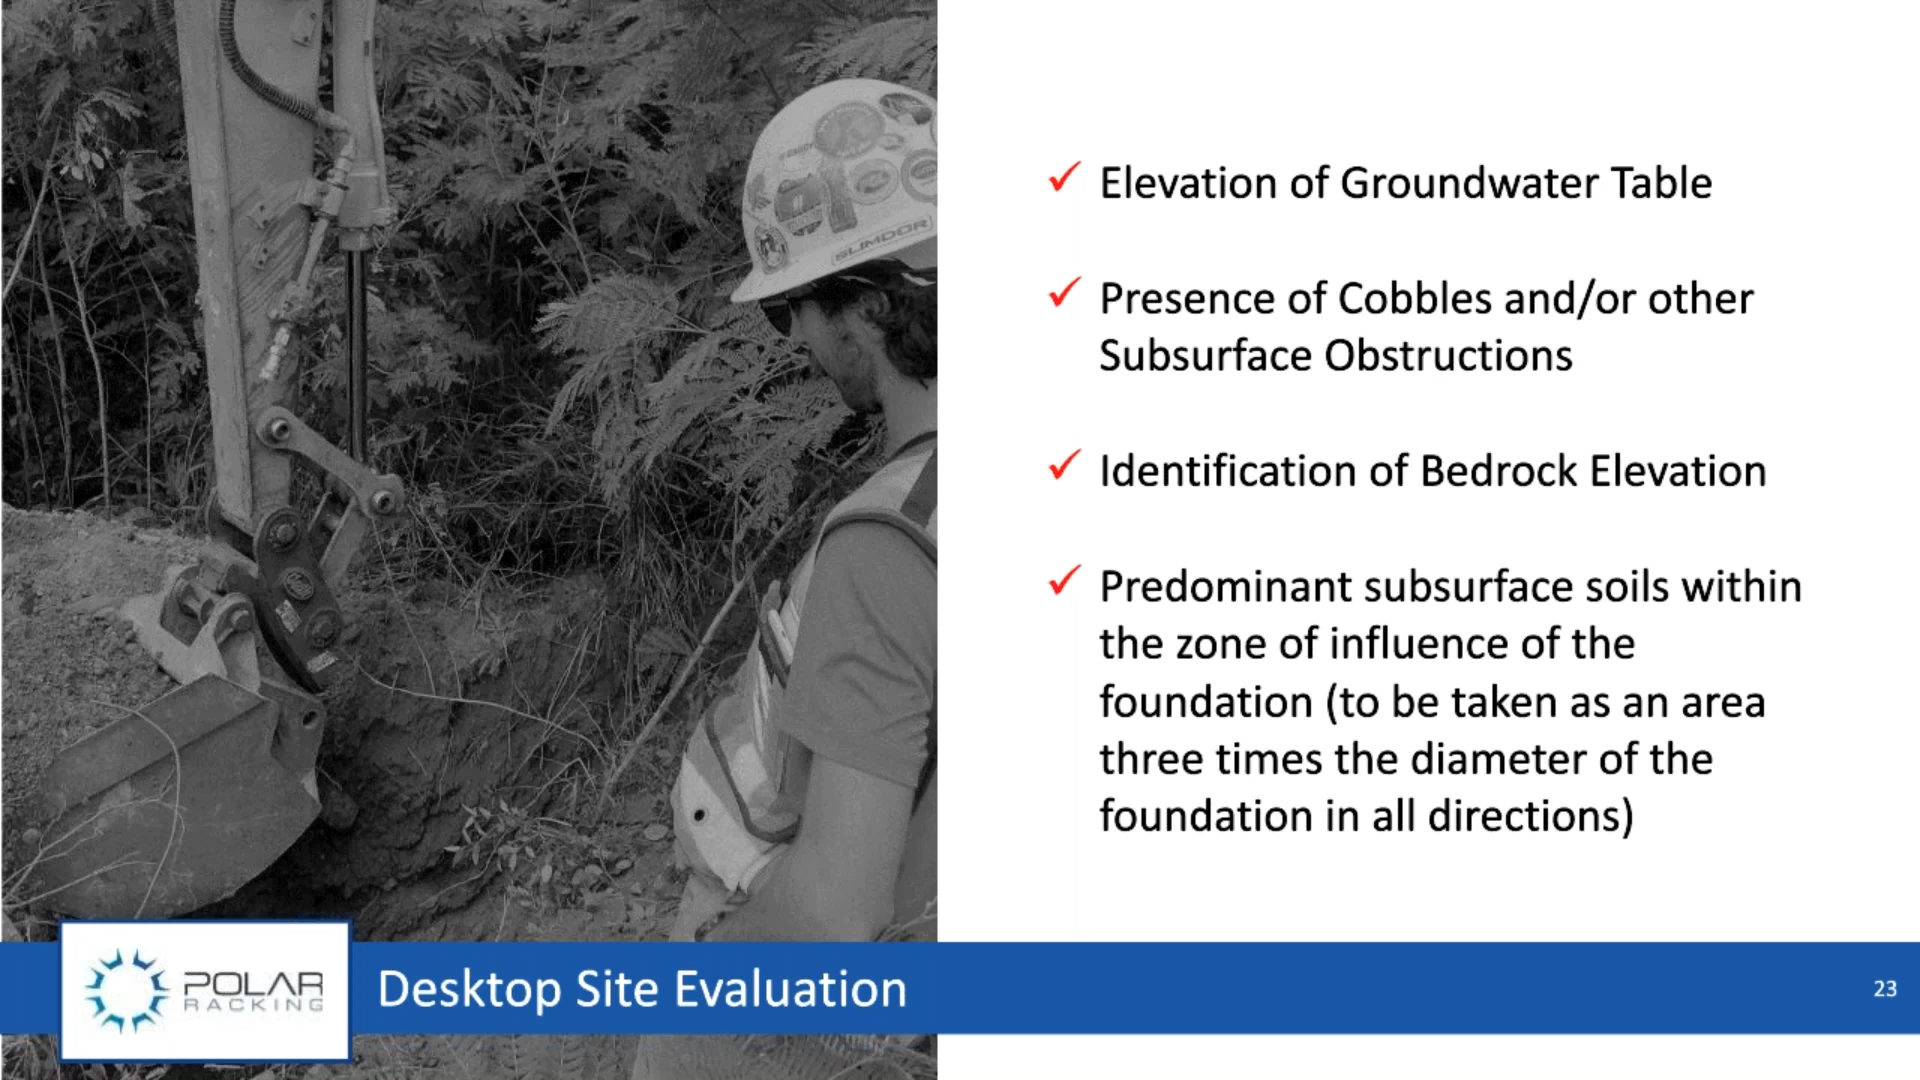 Elevation of Groundwater Table
Presence of Cobbles and/or other
Subsurface Obstructions
Identification of Bedrock Elevation
Predominant subsurface soils within
the zone of influence of the
foundation (to be taken as an area
three times the diameter of the
foundation in all directions)
SLIMDOR
POLAR
RACKING
Desktop Site Evaluation
23